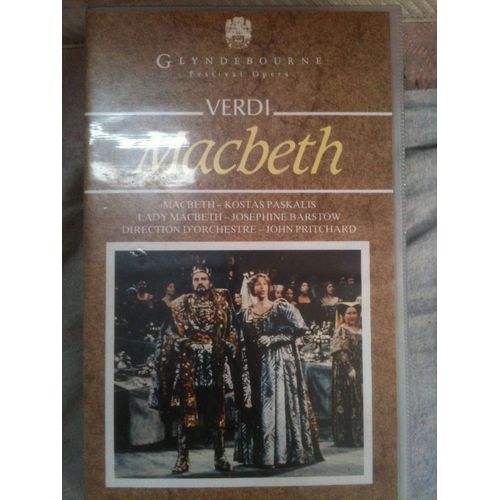 GLYNDEBOURNE
Festival Opera
VERDI
Macbeth
MACBETH – KOSTAS PASKALIS
LADY MACBETH – JOSEPHINE BARSTOW
DIRECTION D'ORCHESTRE – JOHN PRITCHARD